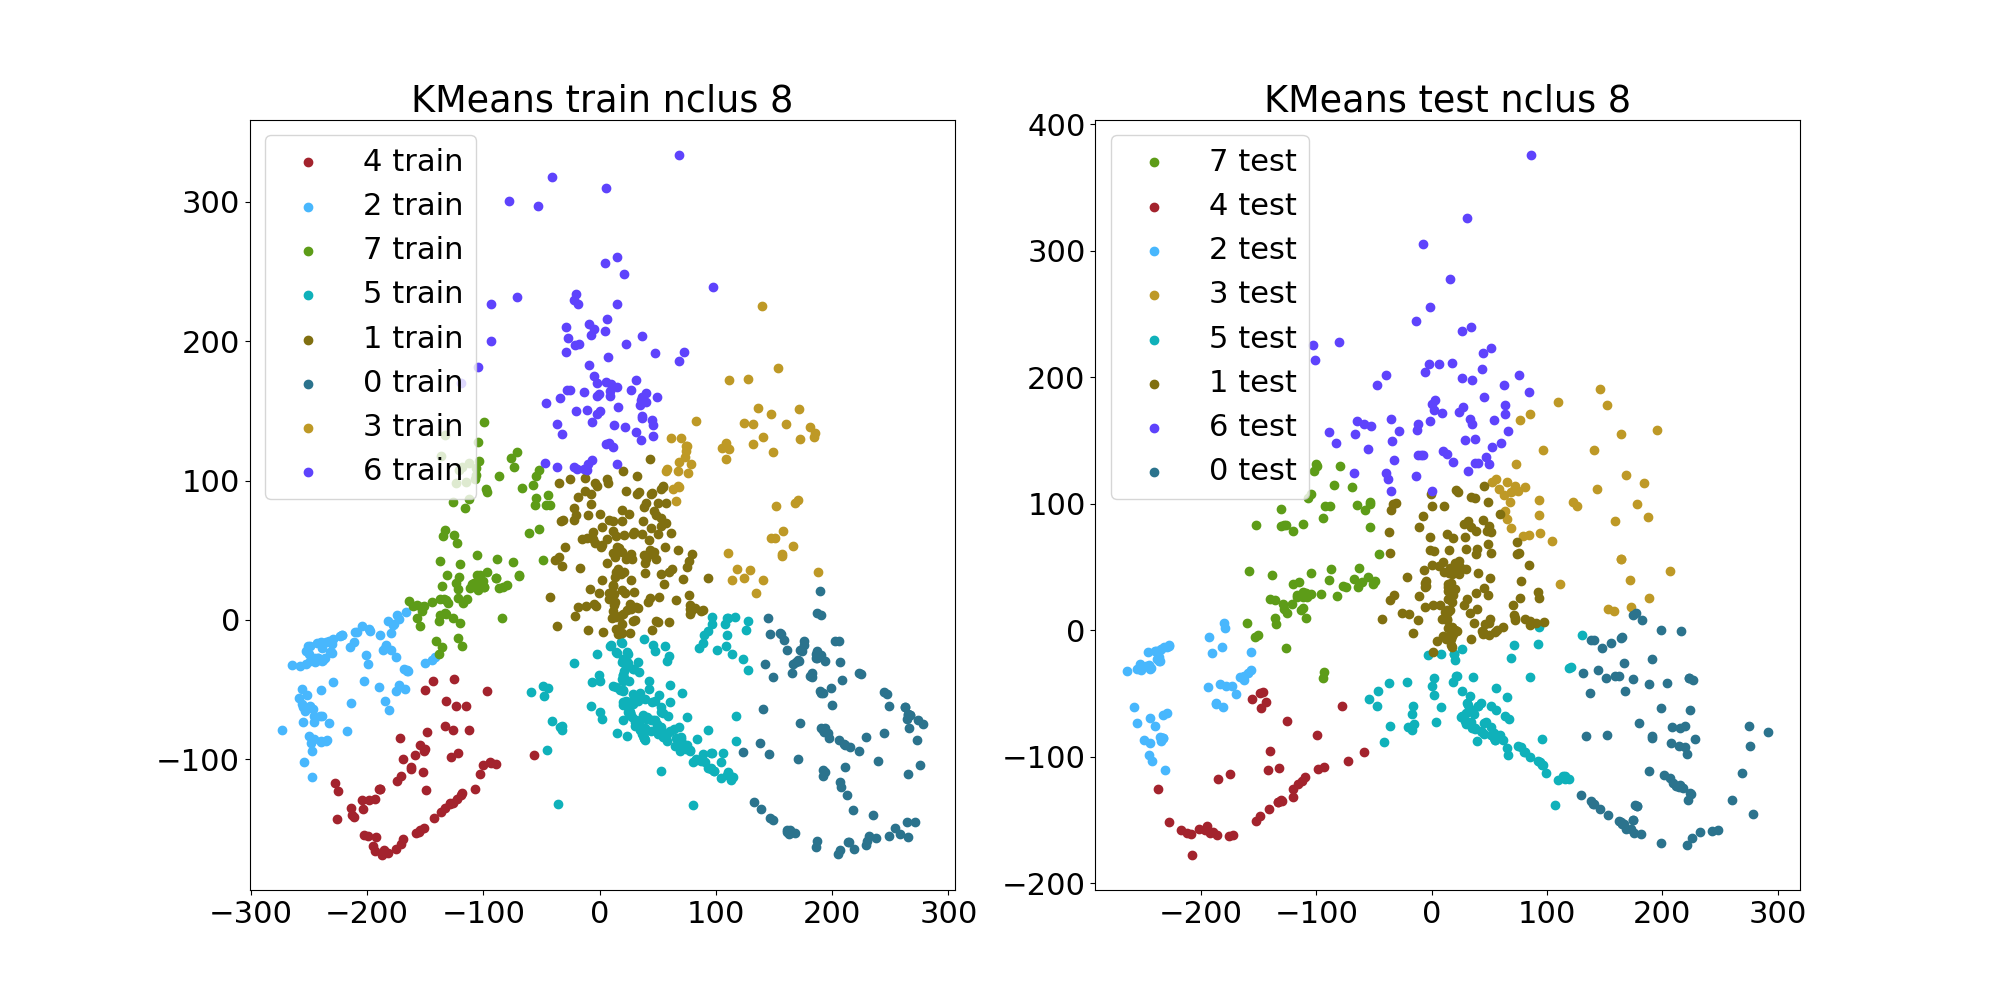 KMeans train nclus 8
4 train
2 train
7 train
5 train
1 train
0 train
3 train
6 train
300
200
100
0
−100
−300
−200
−100
0
100
200
300
KMeans test nclus 8
7 test
4 test
2 test
3 test
5 test
1 test
6 test
0 test
400
300
200
100
0
−100
−200
−200
−100
0
100
200
300